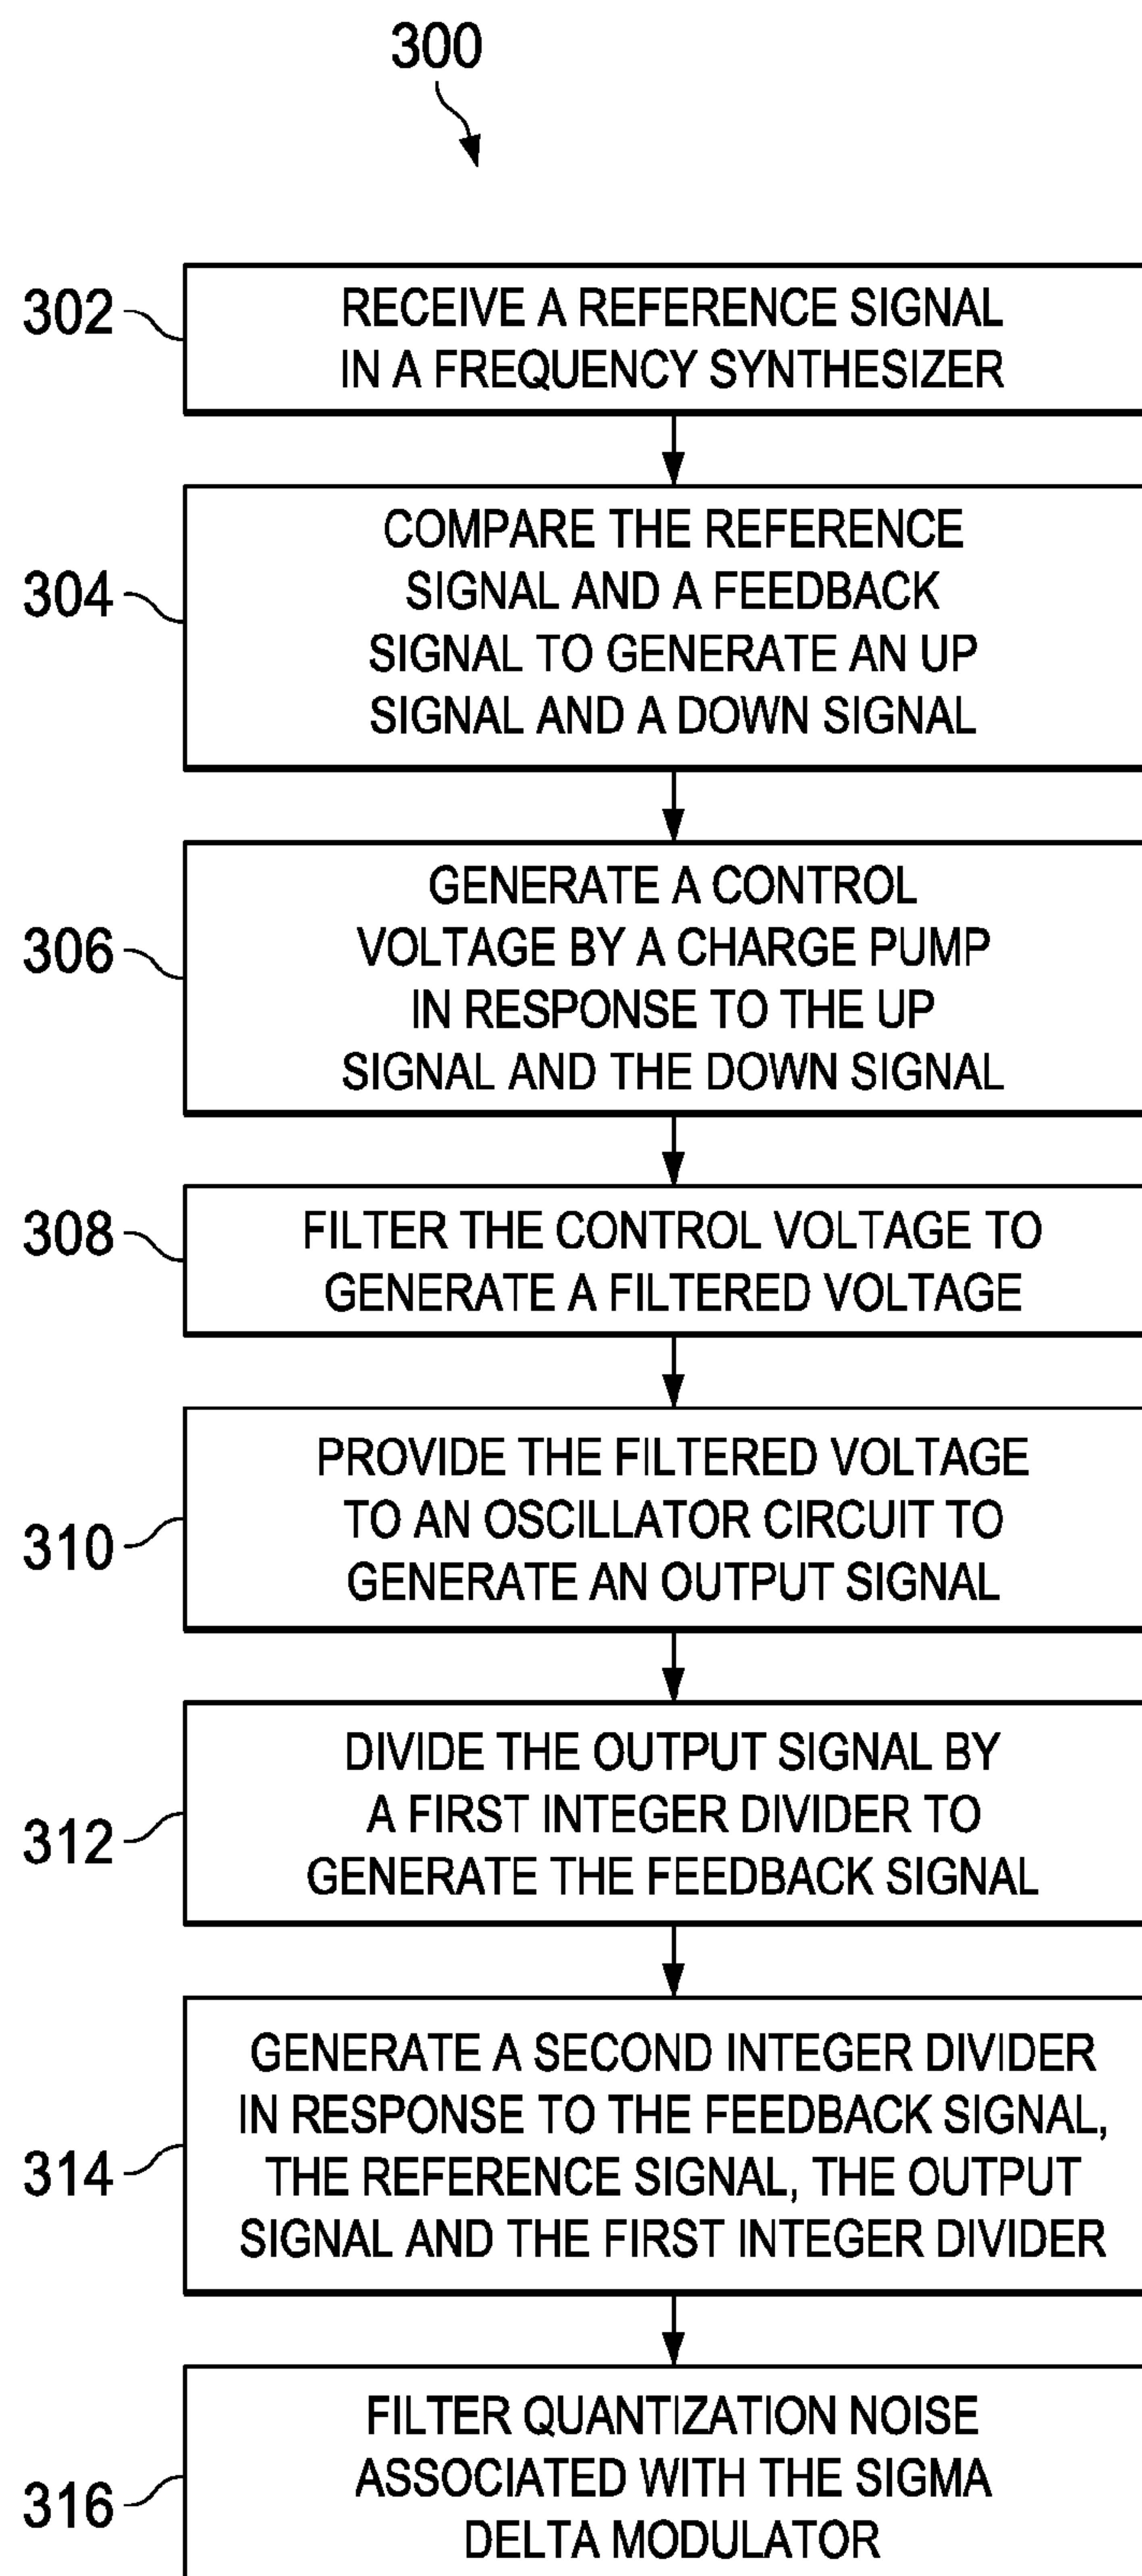 300
302
RECEIVE A REFERENCE SIGNAL
IN A FREQUENCY SYNTHESIZER
304
COMPARE THE REFERENCE
SIGNAL AND A FEEDBACK
SIGNAL TO GENERATE AN UP
SIGNAL AND A DOWN SIGNAL
306
GENERATE A CONTROL
VOLTAGE BY A CHARGE PUMP
IN RESPONSE TO THE UP
SIGNAL AND THE DOWN SIGNAL
308
FILTER THE CONTROL VOLTAGE TO
GENERATE A FILTERED VOLTAGE
310
PROVIDE THE FILTERED VOLTAGE
TO AN OSCILLATOR CIRCUIT TO
GENERATE AN OUTPUT SIGNAL
312
DIVIDE THE OUTPUT SIGNAL BY
A FIRST INTEGER DIVIDER TO
GENERATE THE FEEDBACK SIGNAL
314
GENERATE A SECOND INTEGER DIVIDER
IN RESPONSE TO THE FEEDBACK SIGNAL,
THE REFERENCE SIGNAL, THE OUTPUT
SIGNAL AND THE FIRST INTEGER DIVIDER
316
FILTER QUANTIZATION NOISE
ASSOCIATED WITH THE SIGMA
DELTA MODULATOR